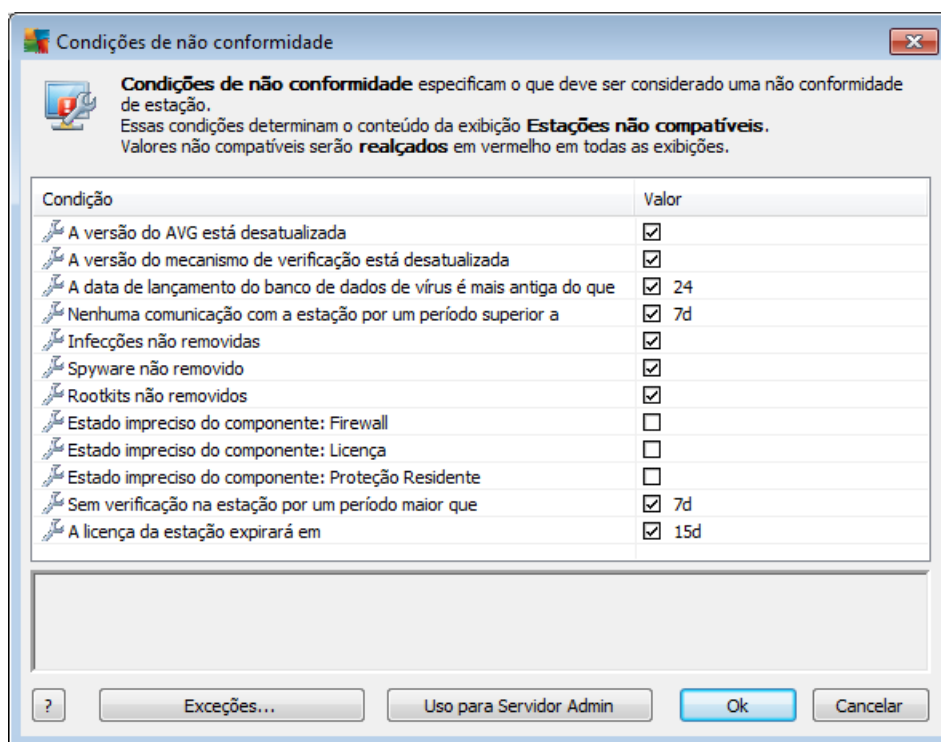 Condições de não conformidade
Condições de não conformidade especificam o que deve ser considerado uma não conformidade
de estação.
Essas condições determinam o conteúdo da exibição Estações não compatíveis.
Valores não compatíveis serão realçados em vermelho em todas as exibições.
Condição Valor
A versão do AVG está desatualizada
A versão do mecanismo de verificação está desatualizada
A data de lançamento do banco de dados de vírus é mais antiga do que 24
Nenhuma comunicação com a estação por um período superior a 7d
Infecções não removidas
Spyware não removido
Rootkits não removidos
Estado impreciso do componente: Firewall
Estado impreciso do componente: Licença
Estado impreciso do componente: Proteção Residente
Sem verificação na estação por um período maior que 7d
A licença da estação expirará em 15d
? Exceções... Uso para Servidor Admin Ok Cancelar